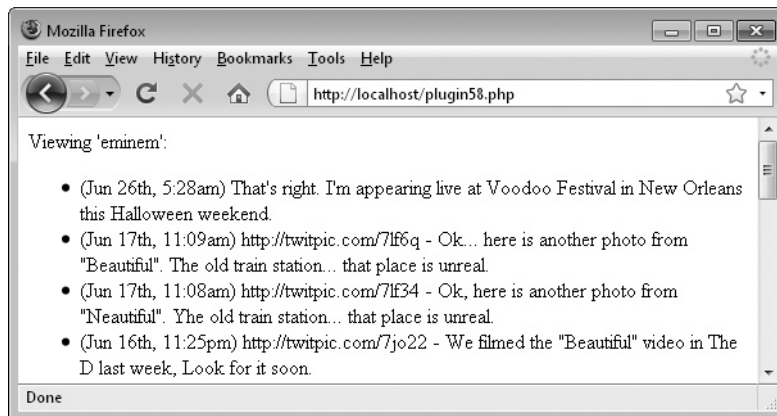 Mozilla Firefox
File Edit View History Bookmarks Tools Help
http://localhost/plugin58.php
Viewing 'eminem':
• (Jun 26th, 5:28am) That's right. I'm appearing live at Voodoo Festival in New Orleans
this Halloween weekend.
• (Jun 17th, 11:09am) http://twitpic.com/7lf6q - Ok... here is another photo from
"Beautiful". The old train station... that place is unreal.
• (Jun 17th, 11:08am) http://twitpic.com/7lf34 - Ok, here is another photo from
"Neautiful". Yhe old train station... that place is unreal.
• (Jun 16th, 11:25pm) http://twitpic.com/7jo22 - We filmed the "Beautiful" video in The
D last week, Look for it soon.
Done